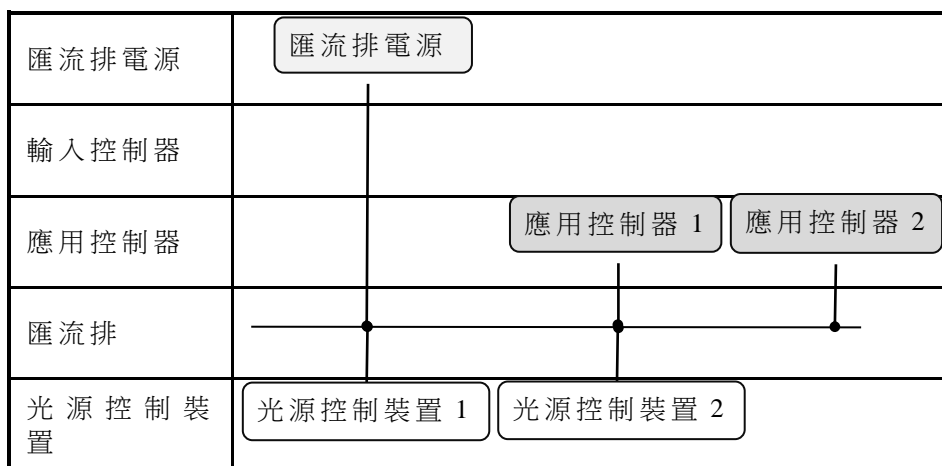 匯流排電源
匯流排電源
輸入控制器
應用控制器
應用控制器 1
應用控制器 2
匯流排
光源控制裝
置
光源控制裝置 1
光源控制裝置 2